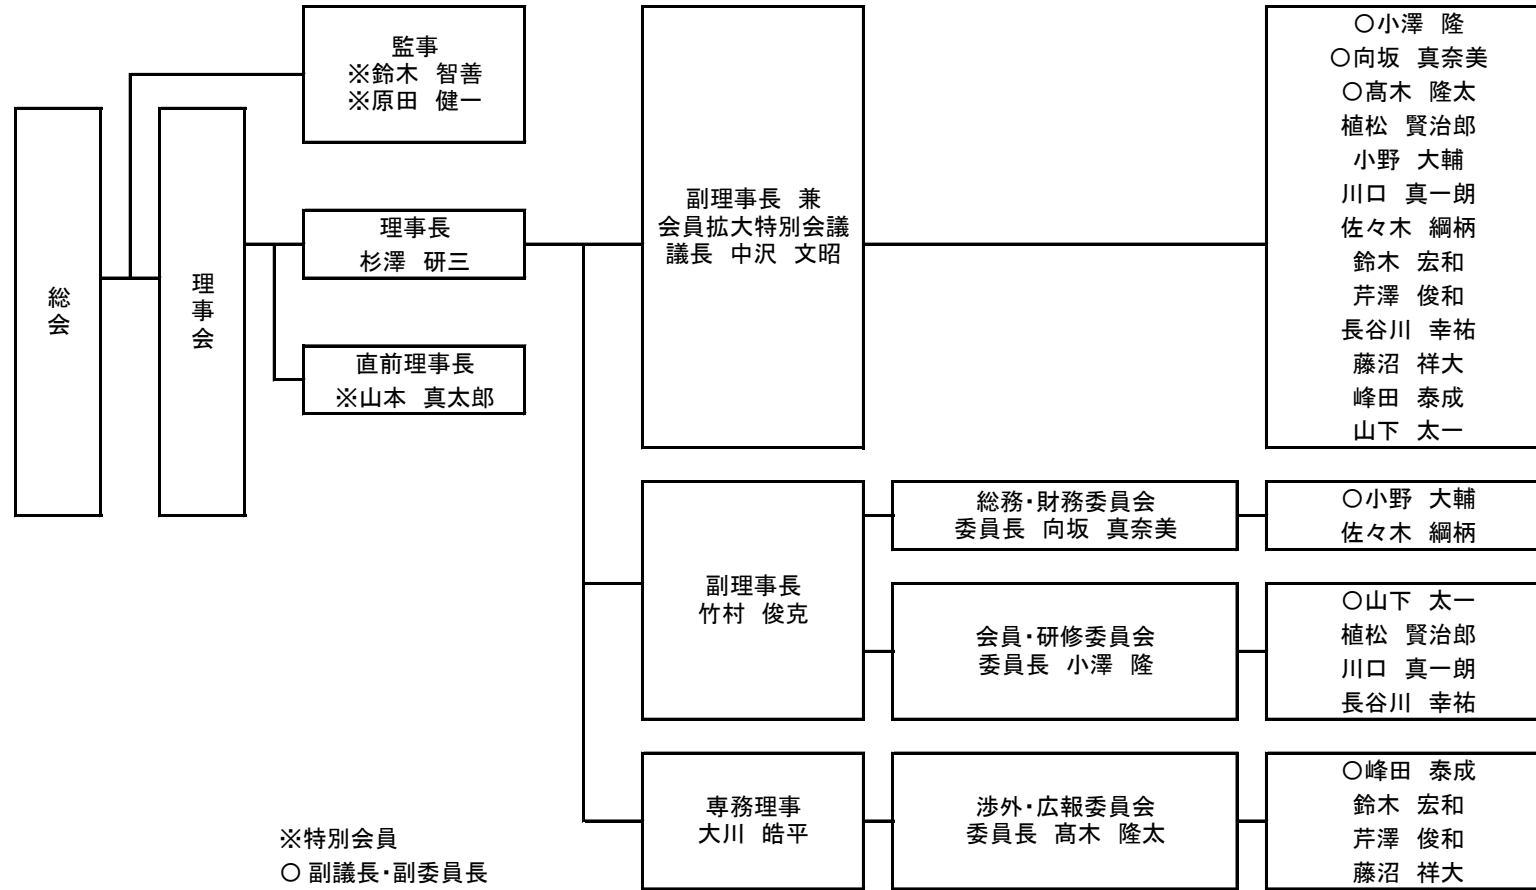 総会
理事会
監事
※鈴木 智善
※原田 健一
理事長
杉澤 研三
直前理事長
※山本 真太郎
副理事長 兼
会員拡大特別会議
議長 中沢 文昭
〇小澤 隆
〇向坂 真奈美
〇髙木 隆太
植松 賢治郎
小野 大輔
川口 真一朗
佐々木 綱柄
鈴木 宏和
芹澤 俊和
長谷川 幸祐
藤沼 祥大
峰田 泰成
山下 太一
副理事長
竹村 俊克
総務・財務委員会
委員長 向坂 真奈美
〇小野 大輔
佐々木 綱柄
会員・研修委員会
委員長 小澤 隆
〇山下 太一
植松 賢治郎
川口 真一朗
長谷川 幸祐
専務理事
大川 皓平
渉外・広報委員会
委員長 髙木 隆太
〇峰田 泰成
鈴木 宏和
芹澤 俊和
藤沼 祥大
※特別会員
〇 副議長・副委員長